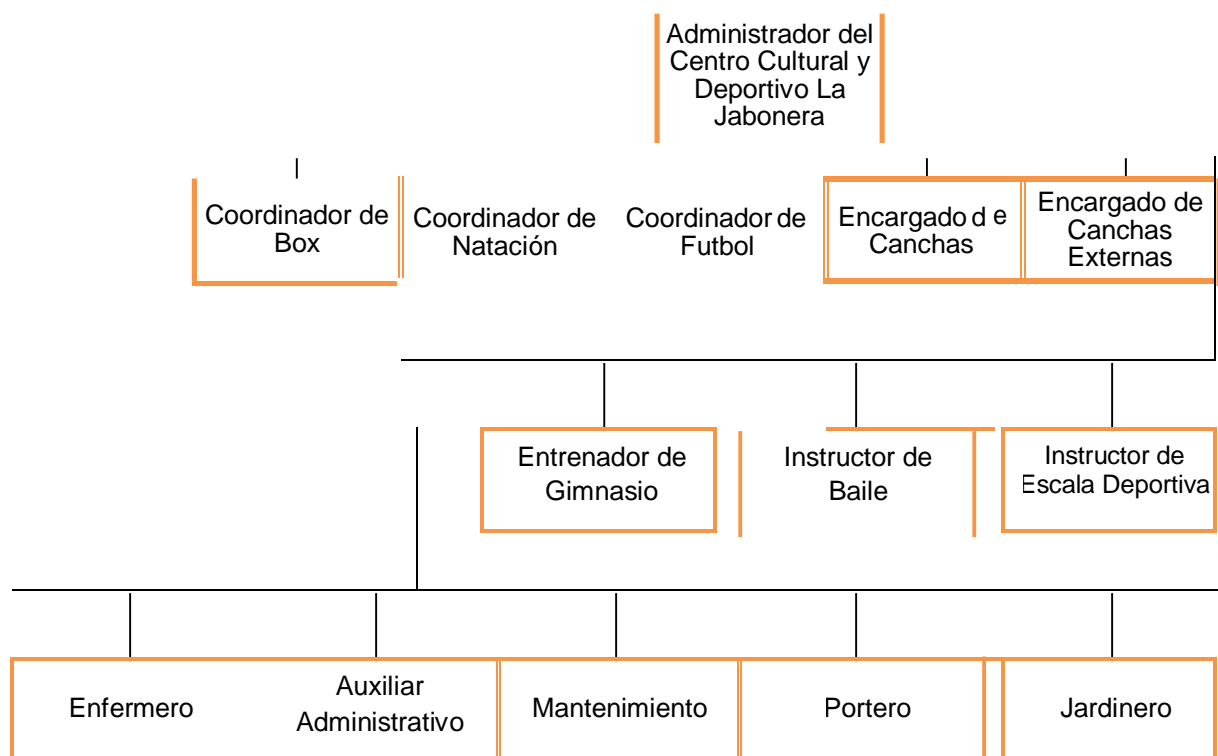 Administrador del
Centro Cultural y
Deportivo La
Jabonera
Coordinador de
Box
Coordinador de
Natación
Coordinador de
Futbol
Encargado d e
Canchas
Encargado de
Canchas
Externas
Entrenador de
Gimnasio
Instructor de
Baile
Instructor de
Escala Deportiva
Enfermero
Auxiliar
Administrativo
Mantenimiento
Portero
Jardinero